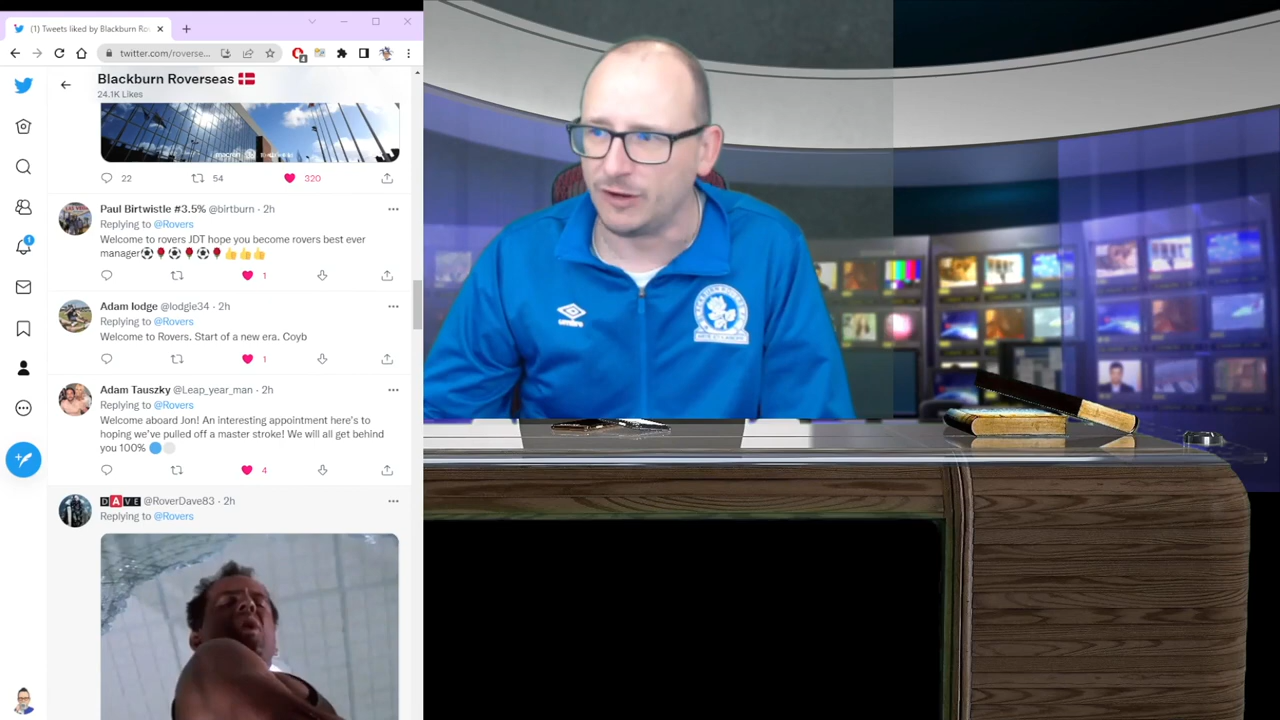 (1) Tweets liked by Blackburn Ro
twitter.com/roverse...
4
Blackburn Roverseas
24.1K Likes
macron
22 54 320
Paul Birtwistle #3.5% @birtburn · 2h
Replying to @Rovers
Welcome to rovers JDT hope you become rovers best ever
manager⚽🌹⚽🌹⚽🌹👍👍👍
1
Adam lodge @lodgie34 · 2h
Replying to @Rovers
Welcome to Rovers. Start of a new era. Coyb
1
1
Adam Tauszky @Leap_year_man · 2h
Replying to @Rovers
Welcome aboard Jon! An interesting appointment here's to
hoping we've pulled off a master stroke! We will all get behind
you 100% 🔵⚪
4
DAVE @RoverDave83 · 2h
Replying to @Rovers
umbro